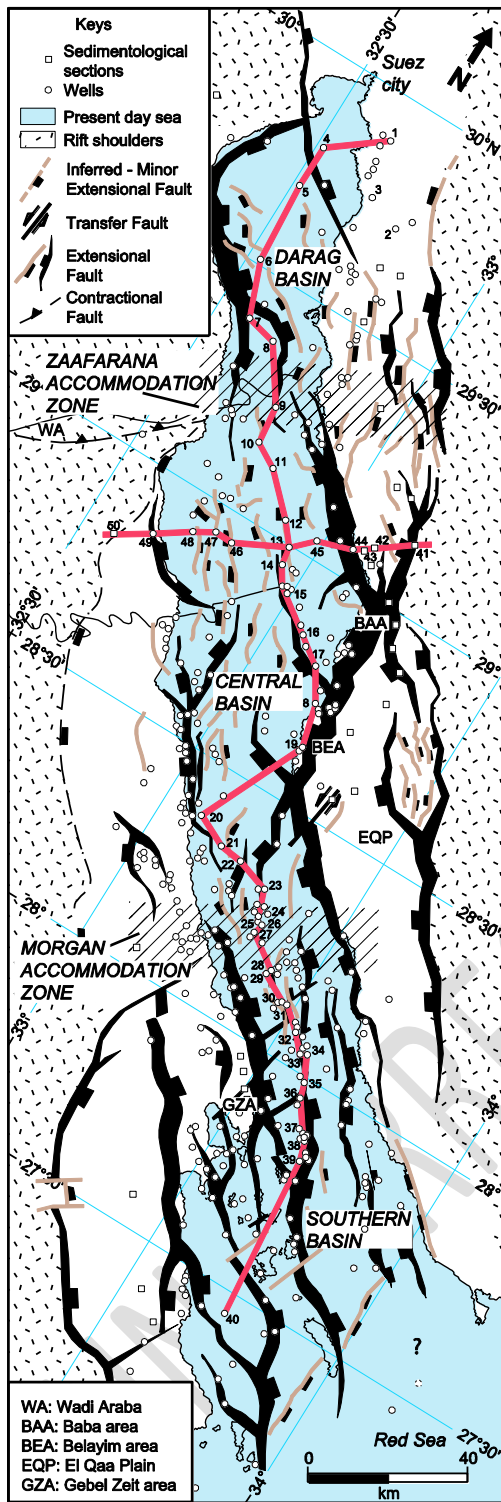 Keys
Sedimentological
sections
Wells
Present day sea
Rift shoulders
Inferred - Minor
Extensional Fault
Transfer Fault
Extensional
Fault
Contractional
Fault
30°
32°30
Suez
city
N
30°N
33°
1
4
3
5
2
6
DARAG
BASIN
7
8
ZAAFARANA
ACCOMMODATION
ZONE
29
29°30
WA
9
10
11
12
50
49
48
47
46
13
45
44
43
42
41
14
15
32°30
28°30'
BAA
16
17
CENTRAL
BASIN
8
29°
19
BEA
20
21
22
EQP
23
24
25
26
27
28°
28°30
MORGAN
ACCOMMODATION
ZONE
28
29
30
31
32
33
34
33°
35
36
GZA
37
38
39
34°
27°30
28°
SOUTHERN
BASIN
40
?
WA: Wadi Araba
BAA: Baba area
BEA: Belayim area
EQP: El Qaa Plain
GZA: Gebel Zeit area
Red Sea
0 40
km
34°
27°30